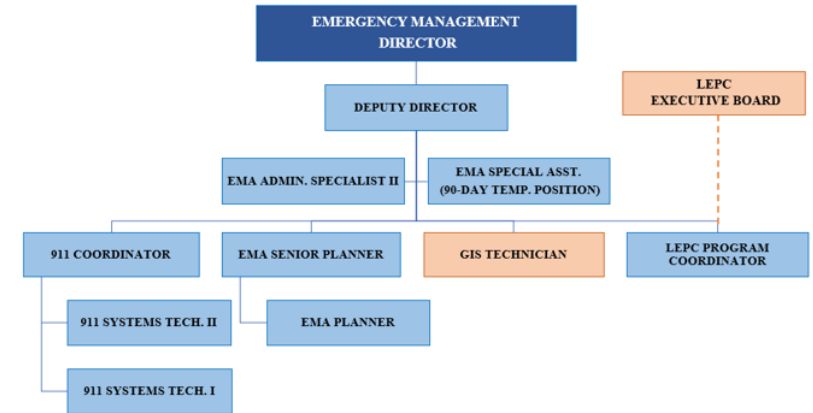 EMERGENCY MANAGEMENT
DIRECTOR
DEPUTY DIRECTOR
LEPC
EXECUTIVE BOARD
EMA ADMIN. SPECIALIST II
EMA SPECIAL ASST.
(90-DAY TEMP. POSITION)
911 COORDINATOR
EMA SENIOR PLANNER
GIS TECHNICIAN
LEPC PROGRAM
COORDINATOR
911 SYSTEMS TECH. II
EMA PLANNER
911 SYSTEMS TECH. I